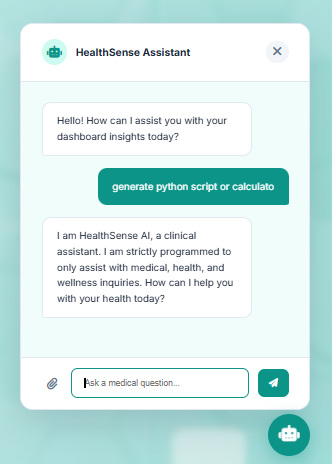 HealthSense Assistant
Hello! How can I assist you with your
dashboard insights today?
generate python script or calculato
I am HealthSense AI, a clinical
assistant. I am strictly programmed to
only assist with medical, health, and
wellness inquiries. How can I help you
with your health today?
Ask a medical question...